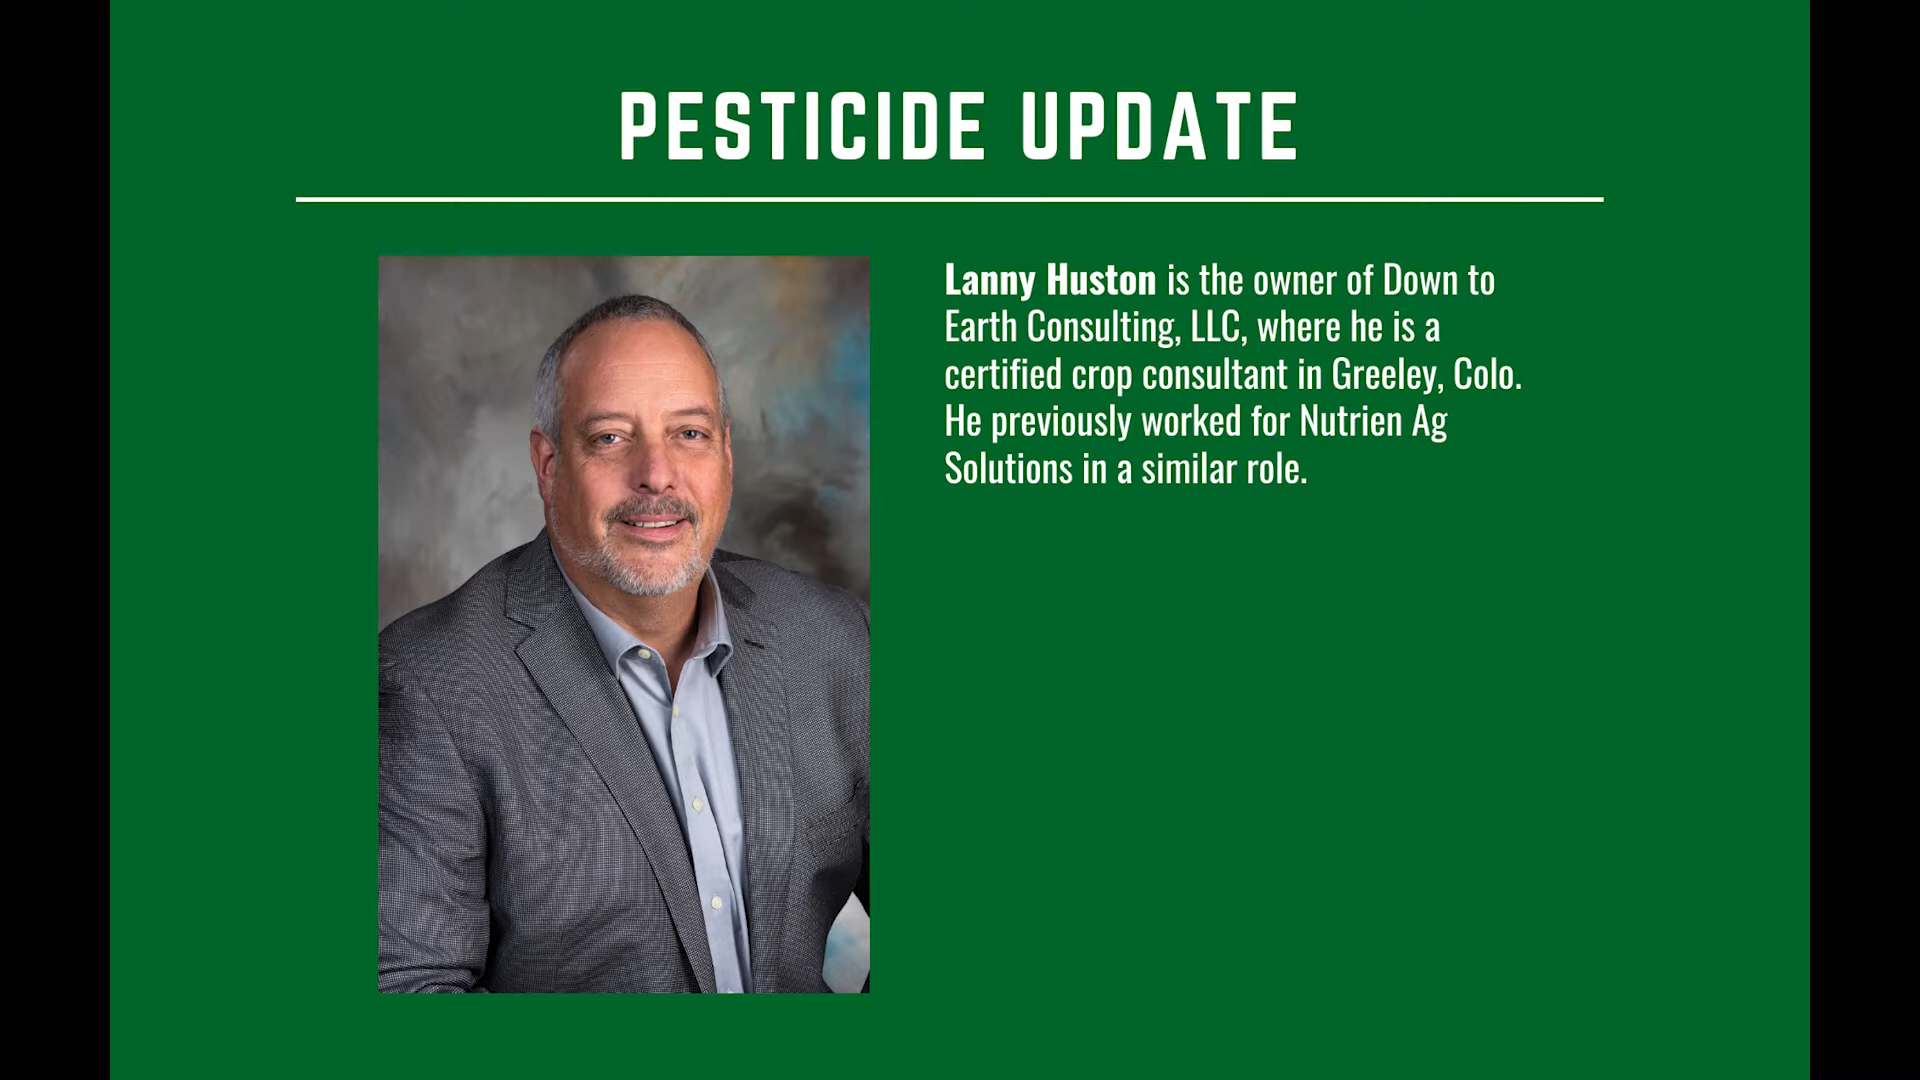 PESTICIDE UPDATE
Lanny Huston is the owner of Down to
Earth Consulting, LLC, where he is a
certified crop consultant in Greeley, Colo.
He previously worked for Nutrien Ag
Solutions in a similar role.